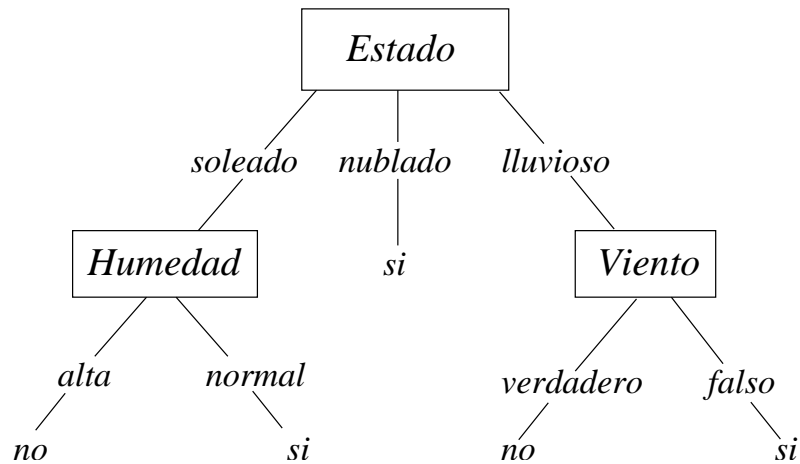 Estado
soleado nublado lluvioso
Humedad si Viento
alta normal verdadero falso
no si no si